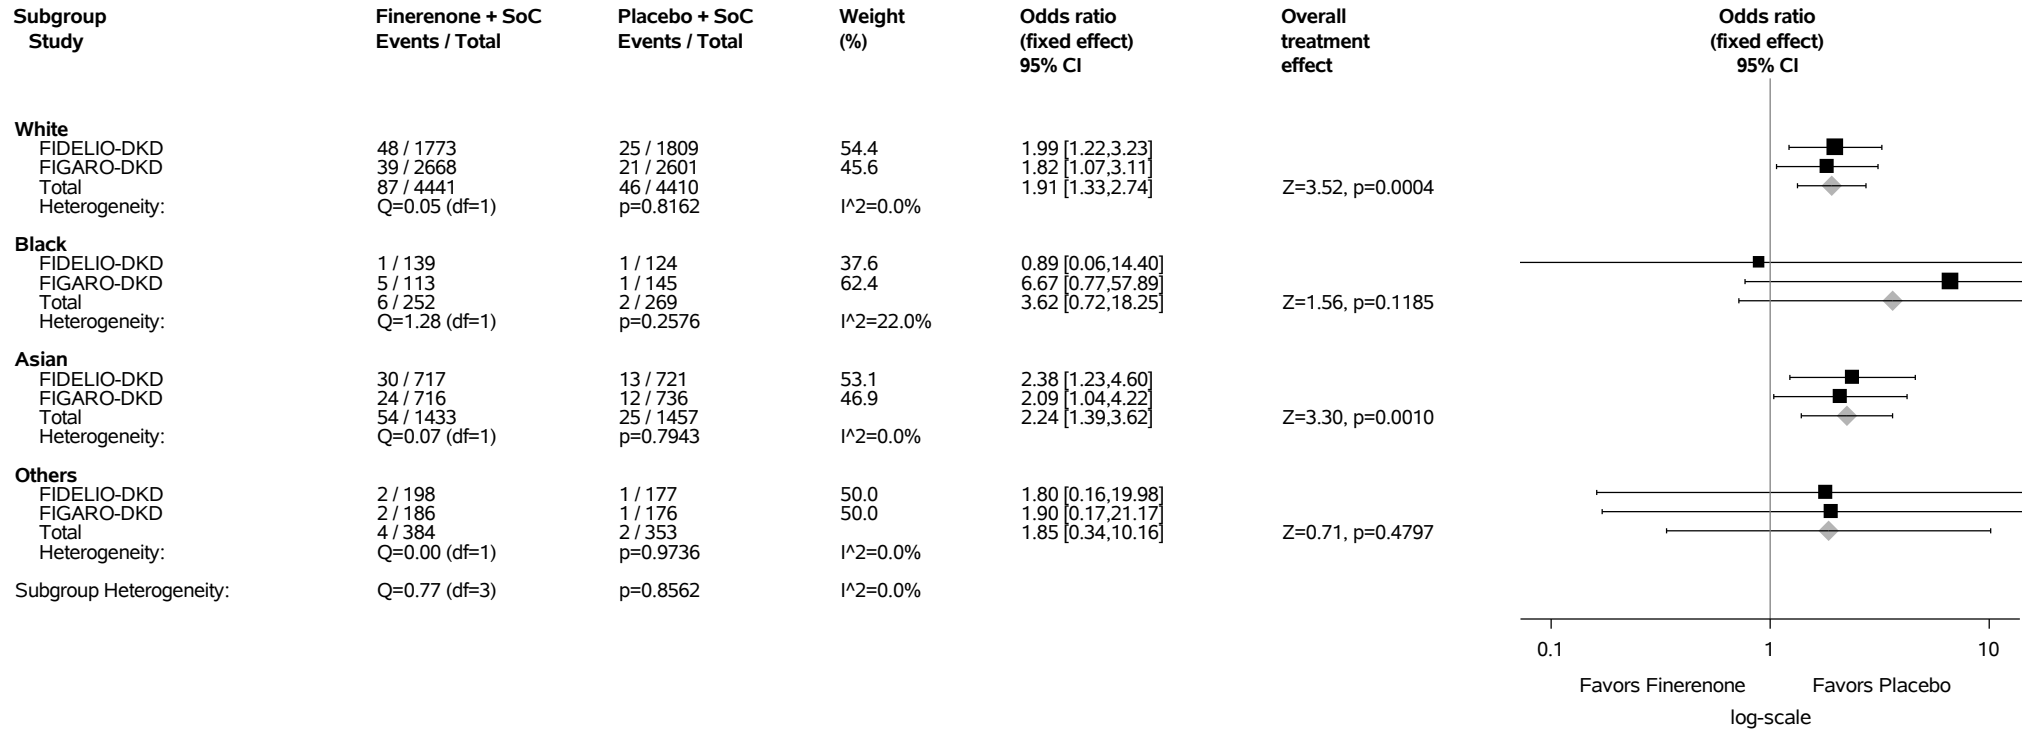 Subgroup Finerenone + SoC Placebo + SoC Weight Odds ratio Overall Odds ratio
Study Events / Total Events / Total (%) (fixed effect) treatment (fixed effect)
95% CI effect 95% CI
White
FIDELIO-DKD 48 / 1773 25 / 1809 54.4 1.99 [1.22,3.23]
FIGARO-DKD 39 / 2668 21 / 2601 45.6 1.82 [1.07,3.11]
Total 87 / 4441 46 / 4410 1.91 [1.33,2.74] Z=3.52, p=0.0004
Heterogeneity: Q=0.05 (df=1) p=0.8162 I^2=0.0%
Black
FIDELIO-DKD 1 / 139 1 / 124 37.6 0.89 [0.06,14.40]
FIGARO-DKD 5 / 113 1 / 145 62.4 6.67 [0.77,57.89]
Total 6 / 252 2 / 269 3.62 [0.72,18.25] Z=1.56, p=0.1185
Heterogeneity: Q=1.28 (df=1) p=0.2576 I^2=22.0%
Asian
FIDELIO-DKD 30 / 717 13 / 721 53.1 2.38 [1.23,4.60]
FIGARO-DKD 24 / 716 12 / 736 46.9 2.09 [1.04,4.22]
Total 54 / 1433 25 / 1457 2.24 [1.39,3.62] Z=3.30, p=0.0010
Heterogeneity: Q=0.07 (df=1) p=0.7943 I^2=0.0%
Others
FIDELIO-DKD 2 / 198 1 / 177 50.0 1.80 [0.16,19.98]
FIGARO-DKD 2 / 186 1 / 176 50.0 1.90 [0.17,21.17]
Total 4 / 384 2 / 353 1.85 [0.34,10.16] Z=0.71, p=0.4797
Heterogeneity: Q=0.00 (df=1) p=0.9736 I^2=0.0%
Subgroup Heterogeneity: Q=0.77 (df=3) p=0.8562 I^2=0.0%
0.1 1 10
Favors Finerenone Favors Placebo
log-scale